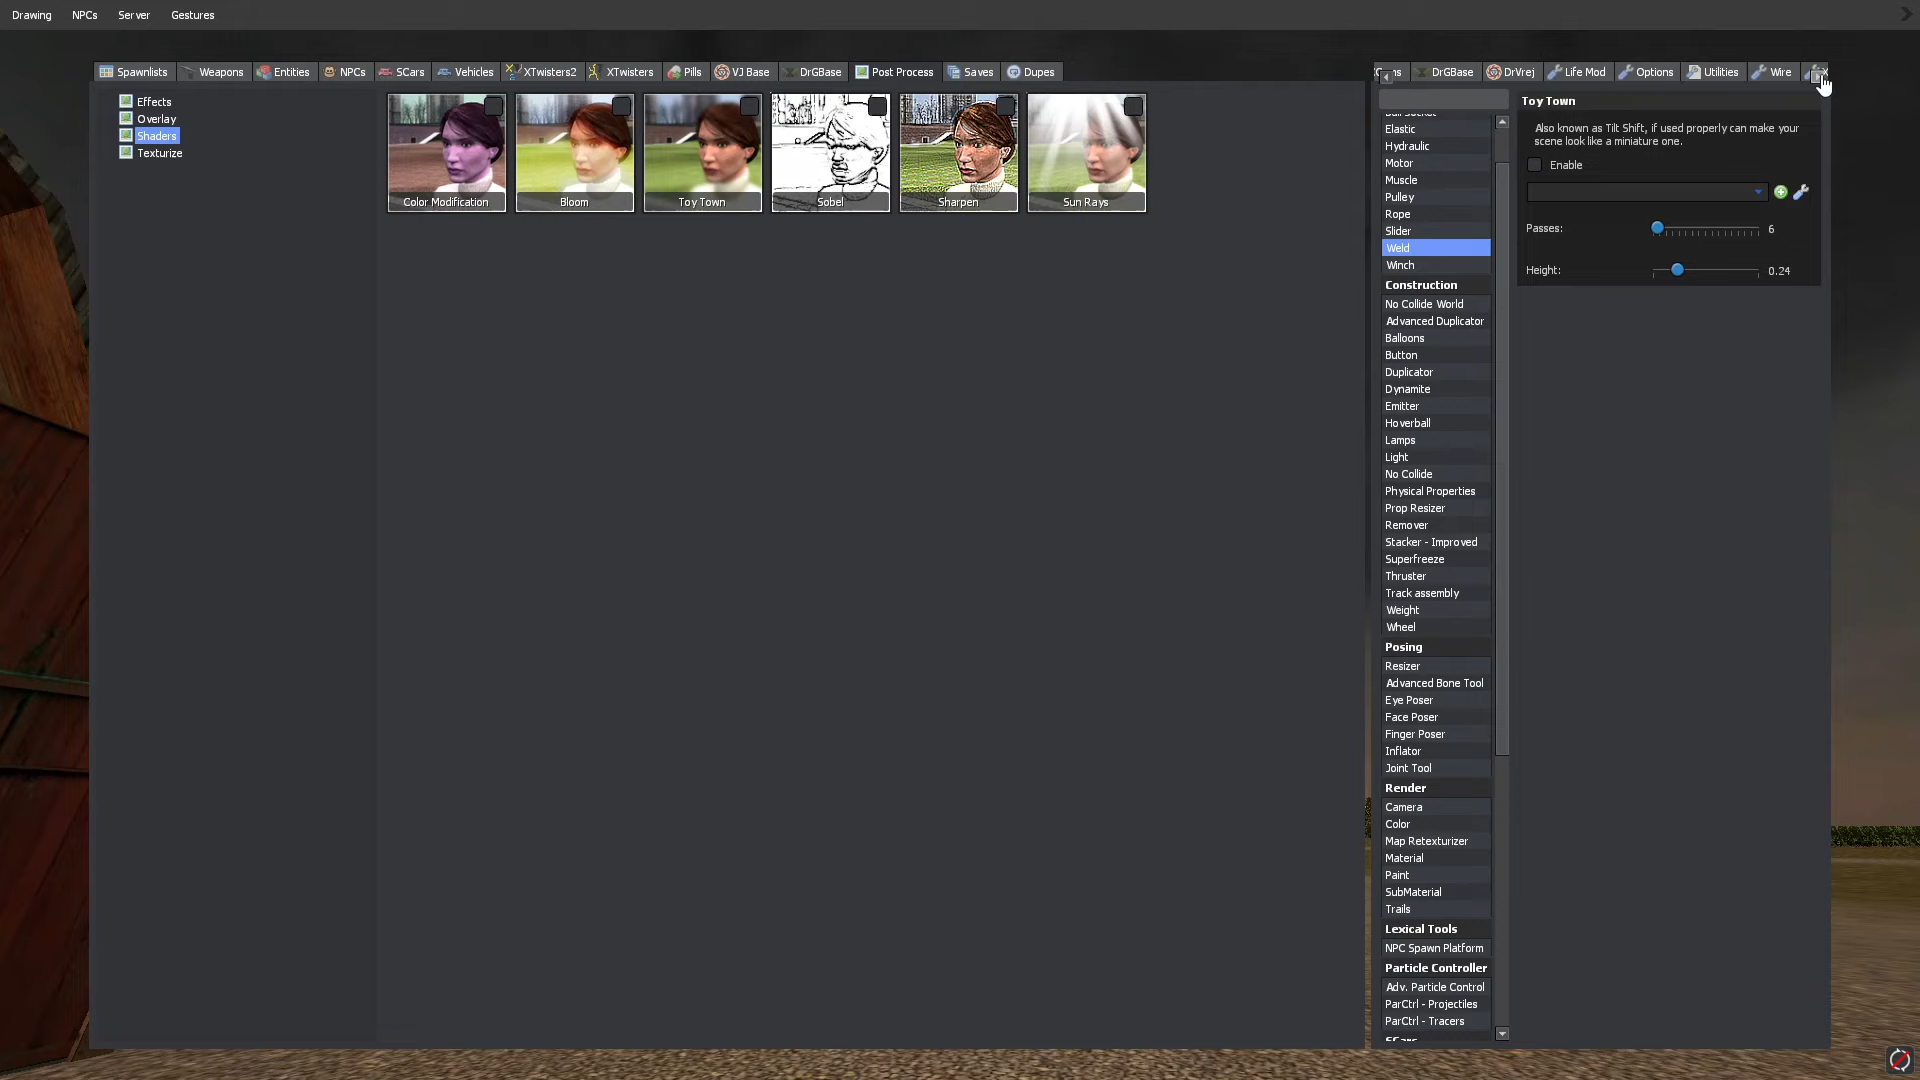 Drawing NPCs Server Gestures
Spawnlists Weapons Entities NPCs SCars Vehicles XTwisters2 XTwisters Pills VJ Base DrGBase Post Process Saves Dupes
Effects
Overlay
Shaders
Texturize
Color Modification Bloom Toy Town Sobel Sharpen Sun Rays
DrGBase DrVrej Life Mod Options Utilities Wire
Elastic
Hydraulic
Motor
Muscle
Pulley
Rope
Slider
Weld
Winch
Construction
No Collide World
Advanced Duplicator
Balloons
Button
Duplicator
Dynamite
Emitter
Hoverball
Lamps
Light
No Collide
Physical Properties
Prop Resizer
Remover
Stacker - Improved
Superfreeze
Thruster
Track assembly
Weight
Wheel
Posing
Resizer
Advanced Bone Tool
Eye Poser
Face Poser
Finger Poser
Inflator
Joint Tool
Render
Camera
Color
Map Retexturizer
Material
Paint
SubMaterial
Trails
Lexical Tools
NPC Spawn Platform
Particle Controller
Adv. Particle Control
ParCtrl - Projectiles
ParCtrl - Tracers
Toy Town
Also known as Tilt Shift, if used properly can make your
scene look like a miniature one.
Enable
Passes: 6
Height: 0.24